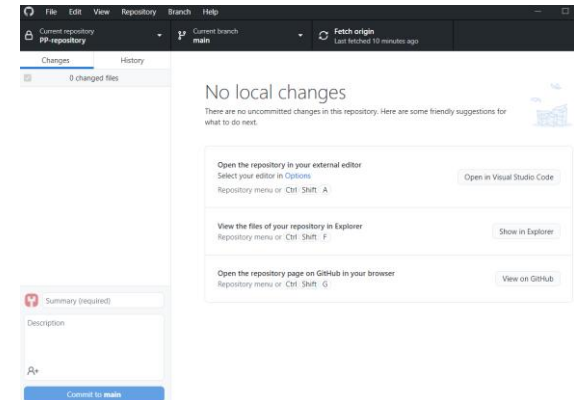 File Edit View Repository Branch Help
Current repository
PP-repository
Current branch
main
Fetch origin
Last fetched 10 minutes ago
Changes History
0 changed files
No local changes
There are no uncommitted changes in this repository. Here are some friendly suggestions for
what to do next.
Open the repository in your external editor
Select your editor in Options
Repository menu or Ctrl Shift A
Open in Visual Studio Code
View the files of your repository in Explorer
Repository menu or Ctrl Shift F
Show in Explorer
Open the repository page on GitHub in your browser
Repository menu or Ctrl Shift G
View on GitHub
Summary (required)
Description
Commit to main